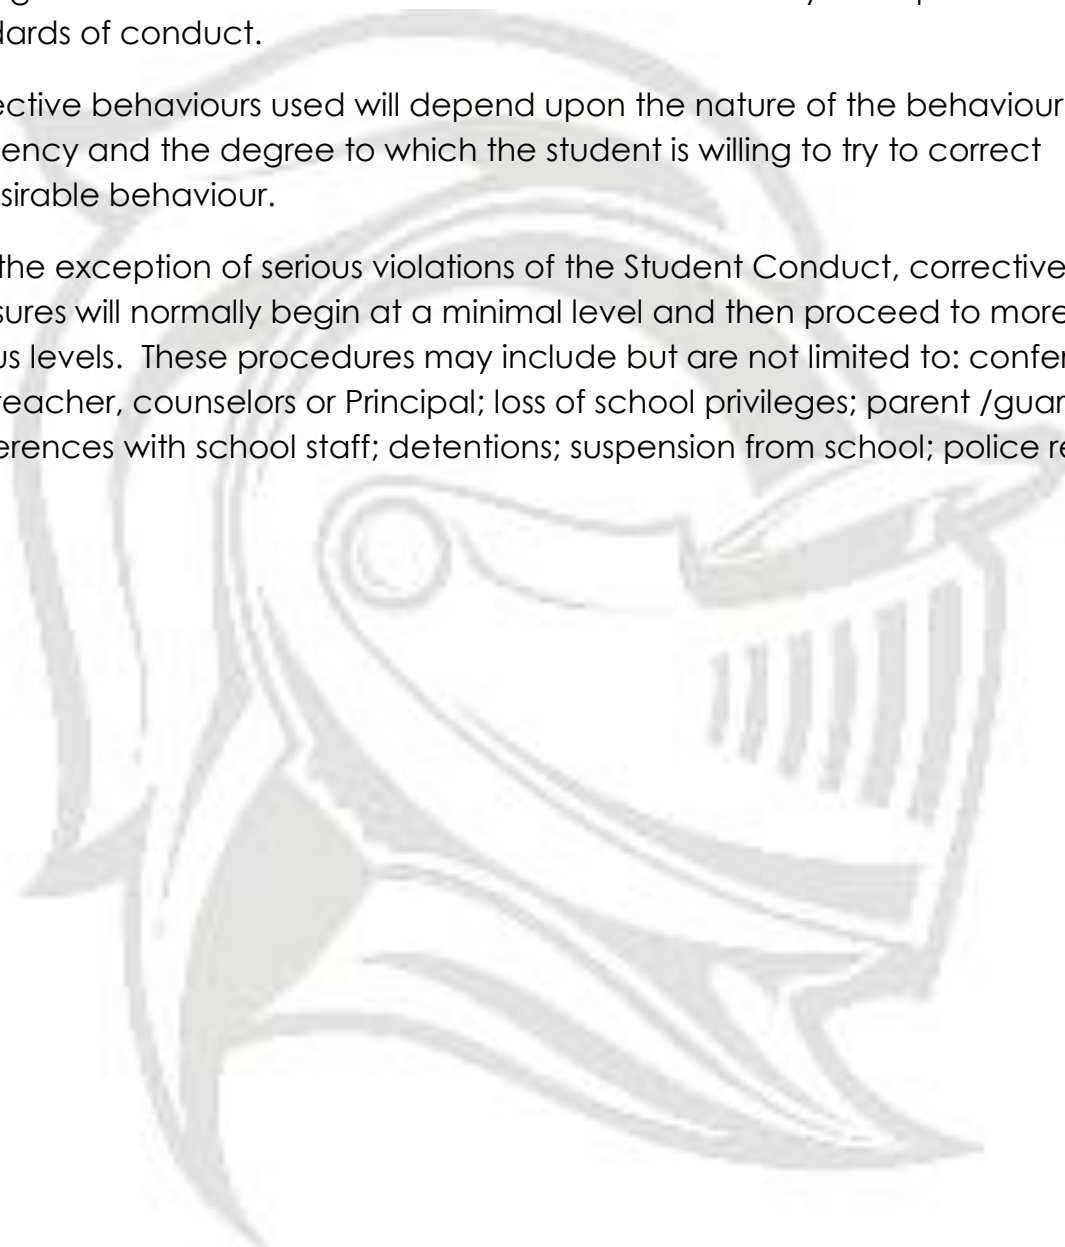 dards of conduct.
ective behaviours used will depend upon the nature of the behaviour
ency and the degree to which the student is willing to try to correct
sirable behaviour.
the exception of serious violations of the Student Conduct, corrective
sures will normally begin at a minimal level and then proceed to more
us levels. These procedures may include but are not limited to: confer
teacher, counselors or Principal; loss of school privileges; parent /guar
erences with school staff; detentions; suspension from school; police re